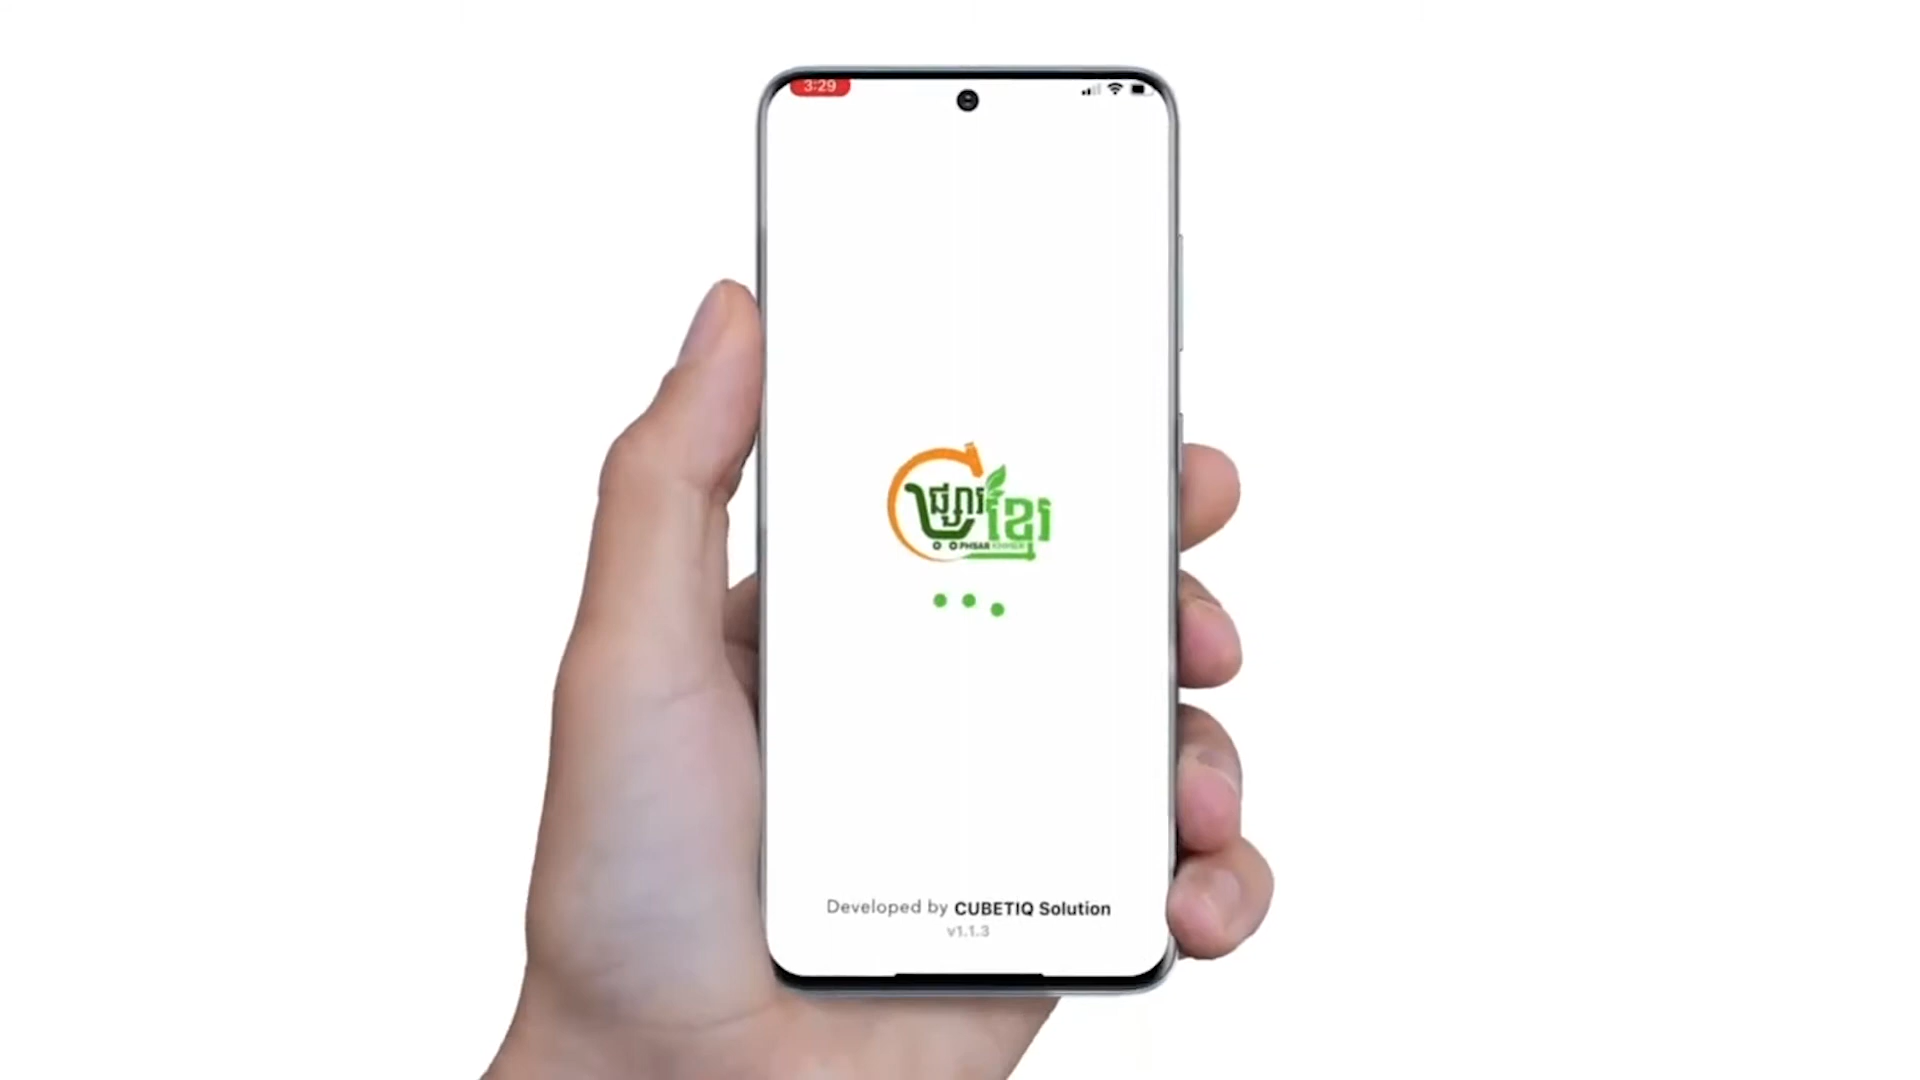 3:29
ផ្សារ
ខ្មែរ
PHSAR KHMER
Developed by CUBETIQ Solution
v1.1.3